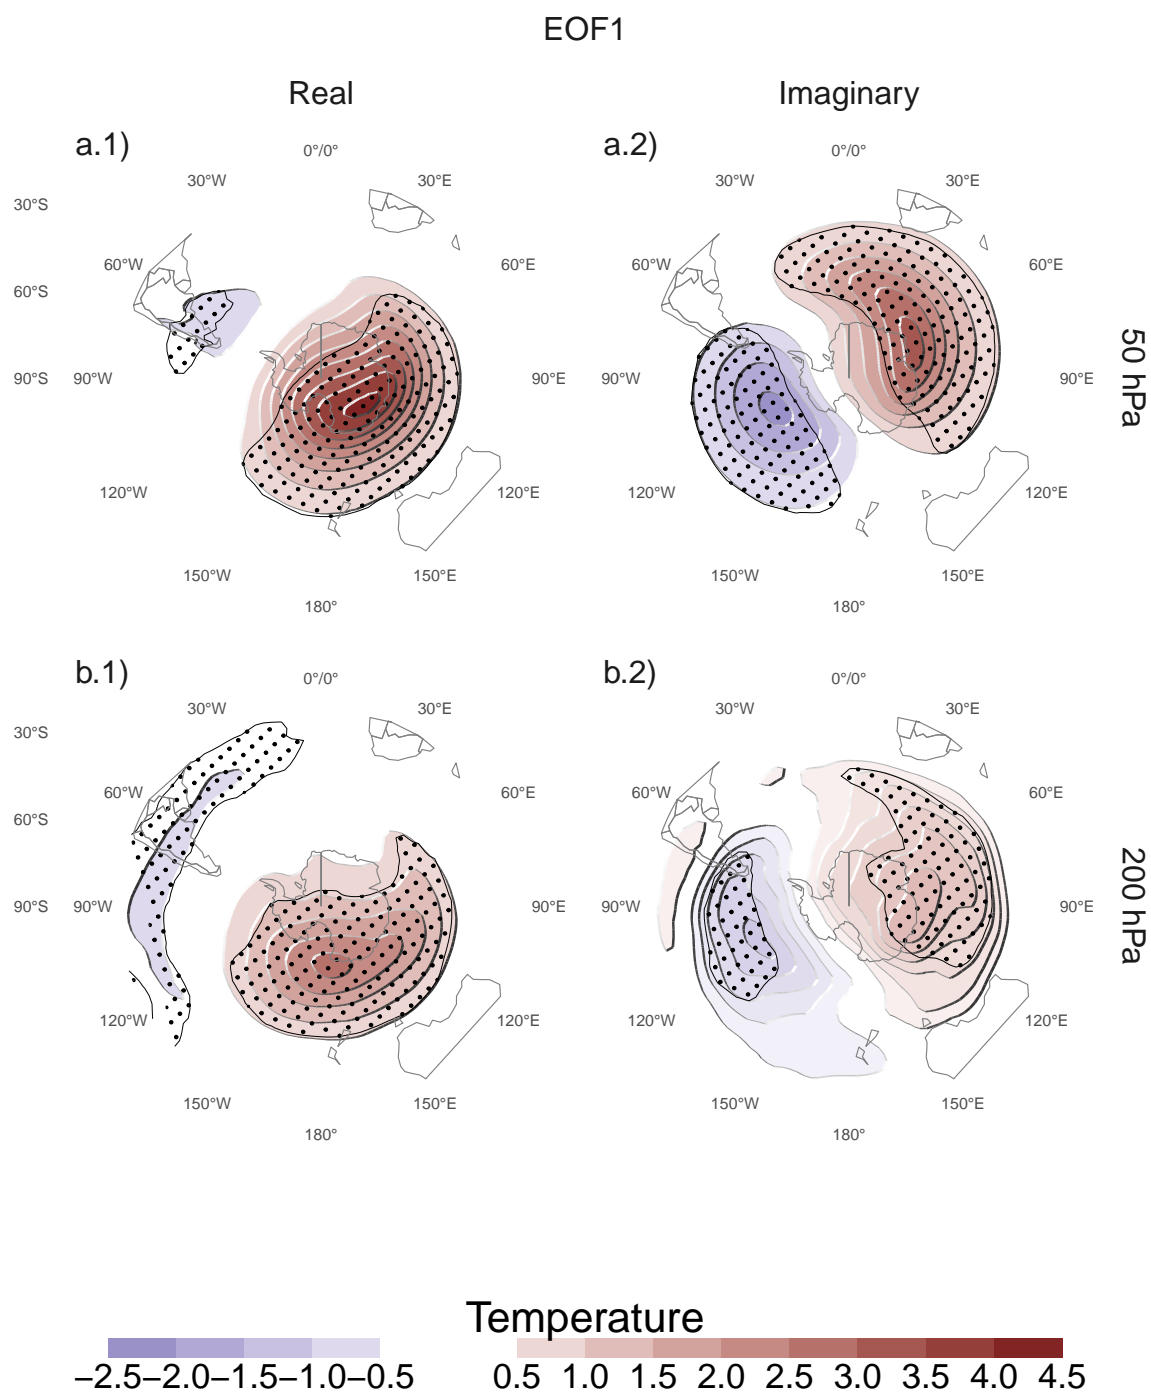 EOF1
Real Imaginary
a.1) a.2)
0°/0° 0°/0°
30°W 30°E 30°W 30°E
30°S
60°W 60°E 60°W 60°E
60°S
50 hPa
90°S 90°W 90°E 90°W 90°E
120°W 120°E 120°W 120°E
150°W 150°E 150°W 150°E
180° 180°
b.1) b.2)
0°/0° 0°/0°
30°W 30°E 30°W 30°E
30°S
60°W 60°E 60°W 60°E
60°S
200 hPa
90°S 90°W 90°E 90°W 90°E
120°W 120°E 120°W 120°E
150°W 150°E 150°W 150°E
180° 180°
Temperature
−2.5 −2.0 −1.5 −1.0 −0.5 0.5 1.0 1.5 2.0 2.5 3.0 3.5 4.0 4.5